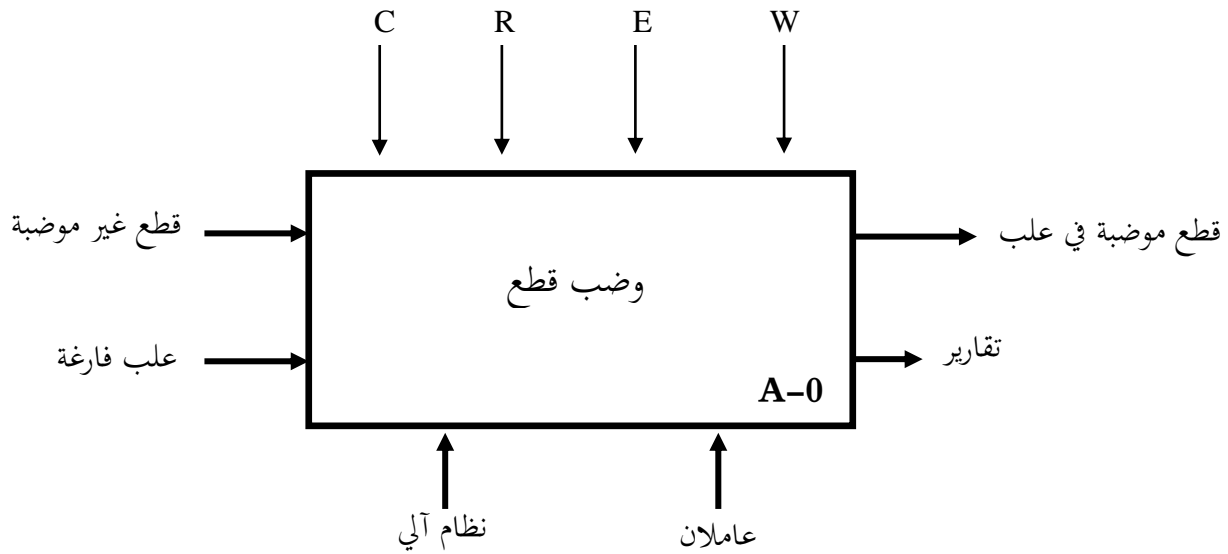 C R E W
قطع غير موضبة
قطع موضبة في علب
وضب قطع
علب فارغة
تقارير
A-0
نظام آلي
عاملان